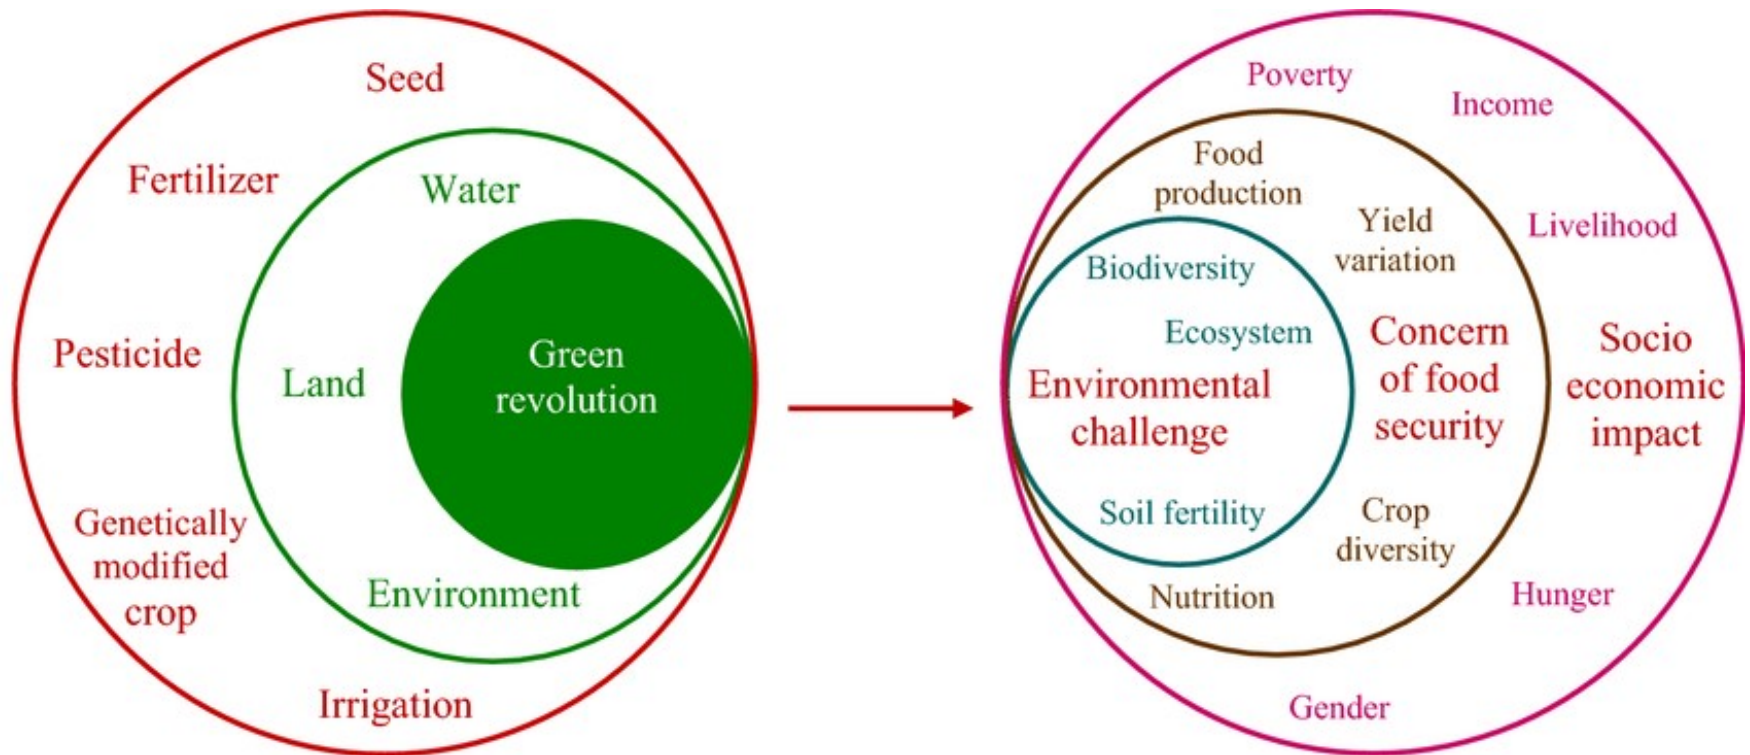 Seed
Fertilizer
Water
Pesticide
Land
Green
revolution
Genetically
modified
crop
Environment
Irrigation
Poverty
Income
Food
production
Yield
variation
Livelihood
Biodiversity
Ecosystem
Environmental
challenge
Concern
of food
security
Socio
economic
impact
Soil fertility
Crop
diversity
Nutrition
Hunger
Gender